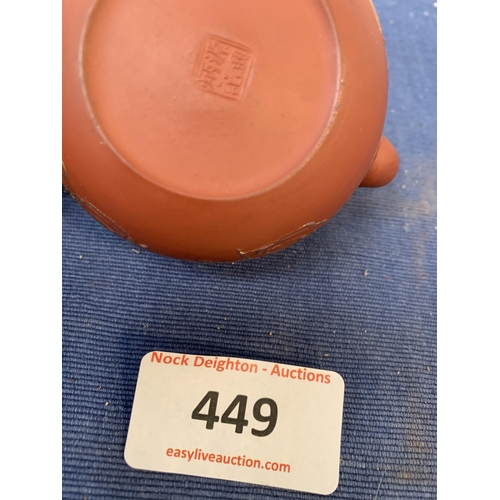 Nock Deighton - Auctions
449
easyliveauction.com